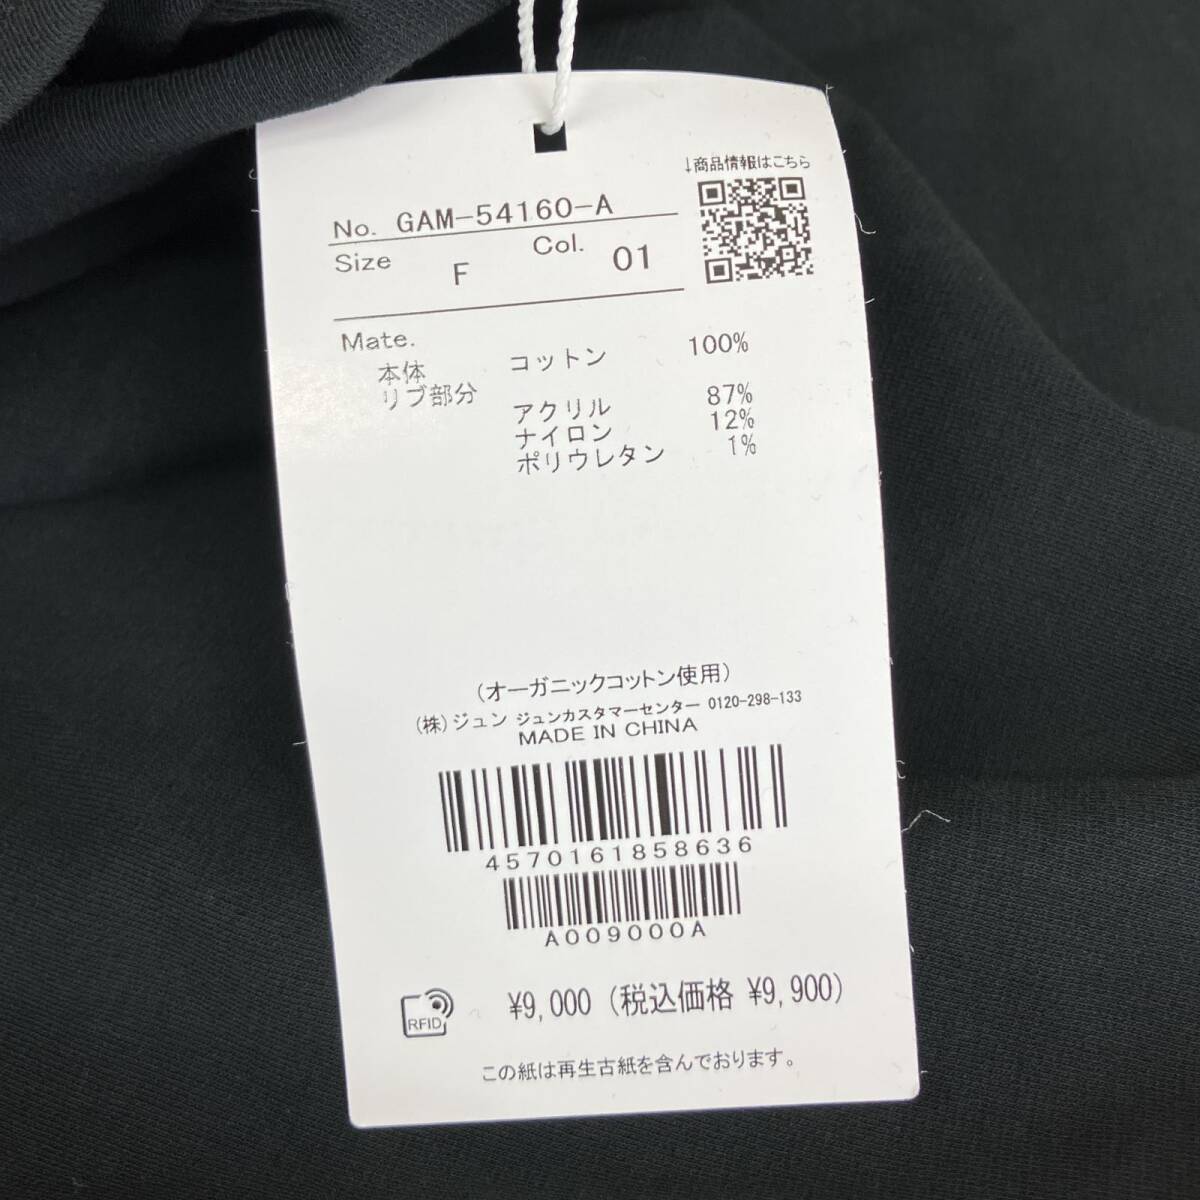 ↓商品情報はこちら
No. GAM-54160-A
Size F Col. 01
Mate.
本体 コットン 100%
リブ部分
アクリル 87%
ナイロン 12%
ポリウレタン 1%
(オーガニックコットン使用)
(株)ジュン ジュンカスタマーセンター 0120-298-133
MADE IN CHINA
4570161858636
A009000A
RFID ¥9,000 (税込価格 ¥9,900)
この紙は再生古紙を含んでおります。